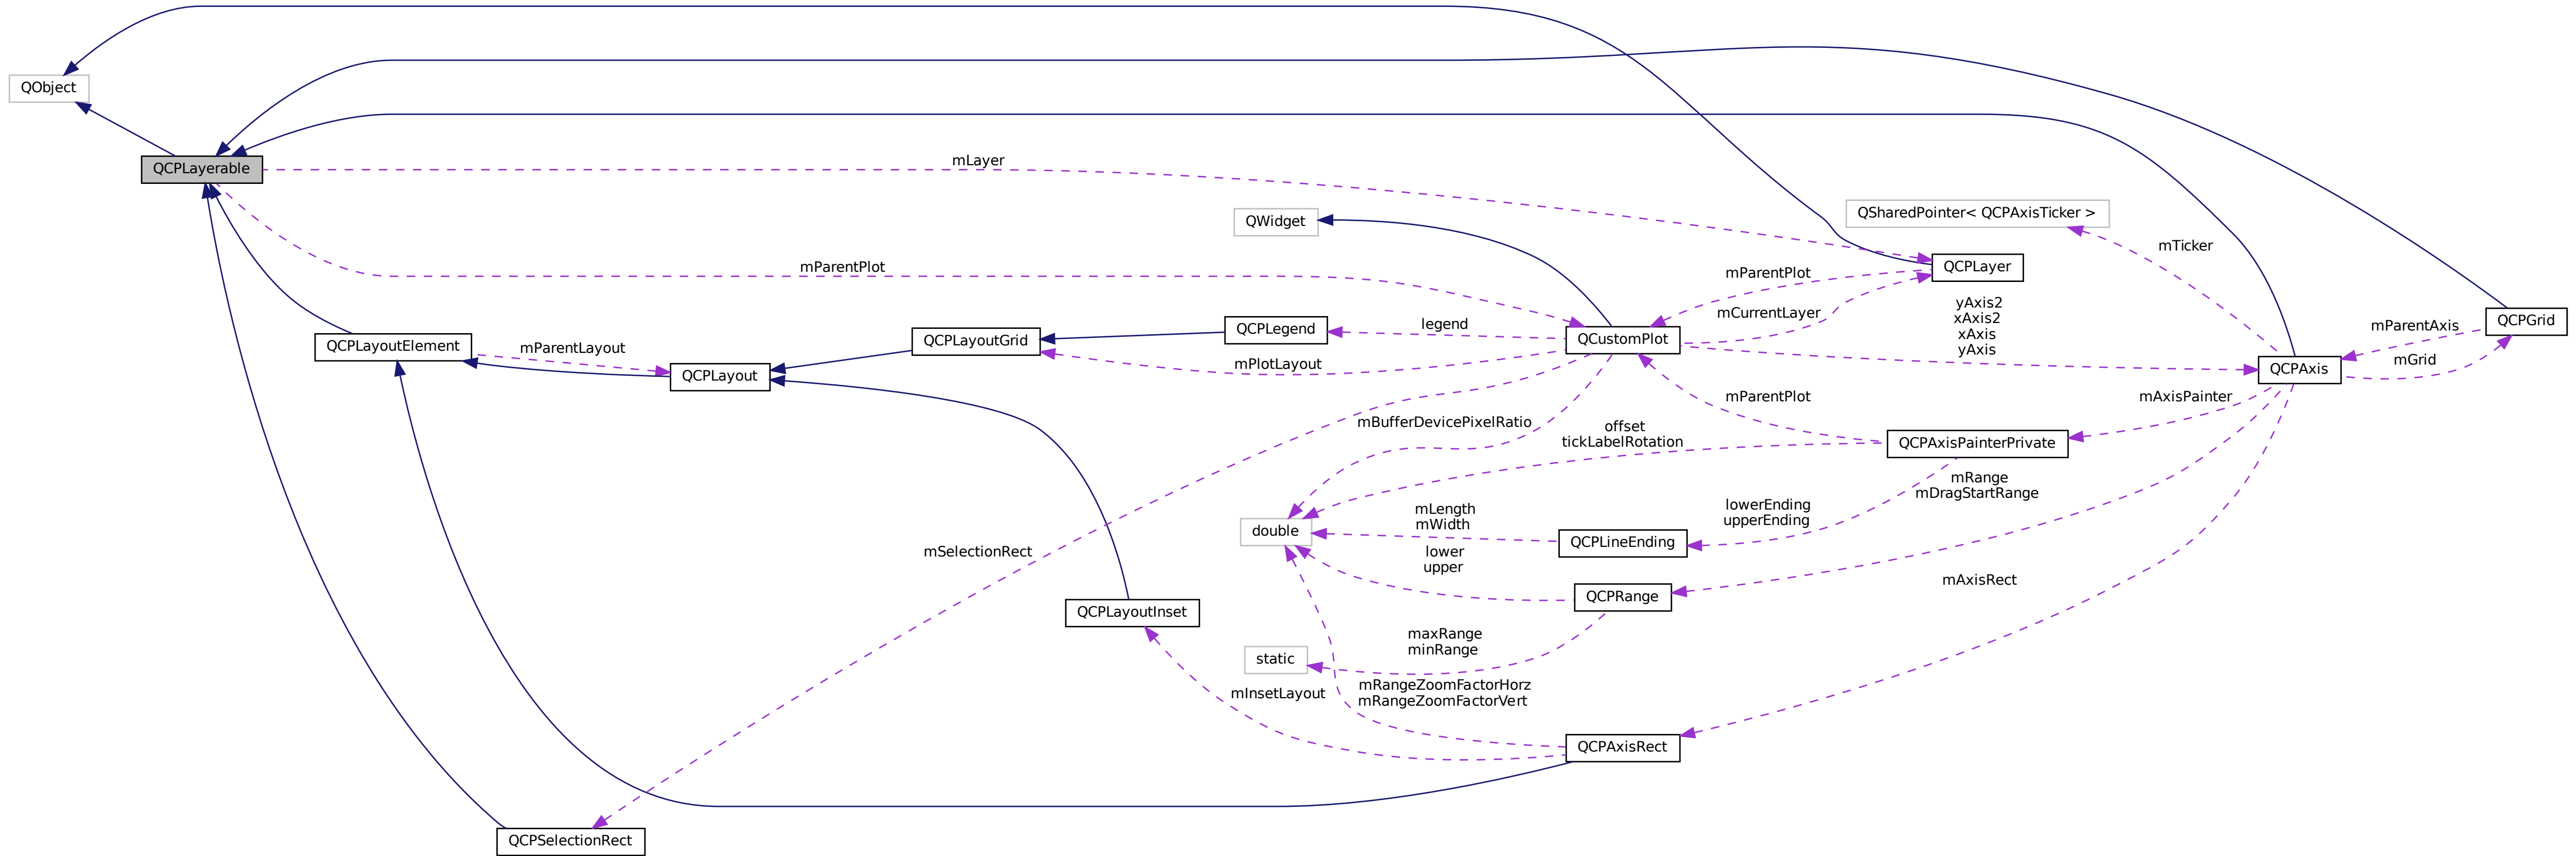 QObject
QCPLayerable
mLayer
QWidget
QSharedPointer< QCPAxisTicker >
mTicker
mParentPlot
QCPLayer
mParentPlot
mCurrentLayer
yAxis2
xAxis2
xAxis
yAxis
QCPGrid
mParentAxis
mGrid
QCPLayoutElement
mParentLayout
QCPLayout
QCPLayoutGrid
QCPLegend
legend
mPlotLayout
QCustomPlot
QCPAxis
mAxisPainter
mParentPlot
mBufferDevicePixelRatio
offset
tickLabelRotation
QCPAxisPainterPrivate
mRange
mDragStartRange
lowerEnding
upperEnding
mLength
mWidth
double
QCPLineEnding
lower
upper
mSelectionRect
mAxisRect
QCPRange
QCPLayoutInset
maxRange
minRange
static
mRangeZoomFactorHorz
mRangeZoomFactorVert
mInsetLayout
QCPAxisRect
QCPSelectionRect